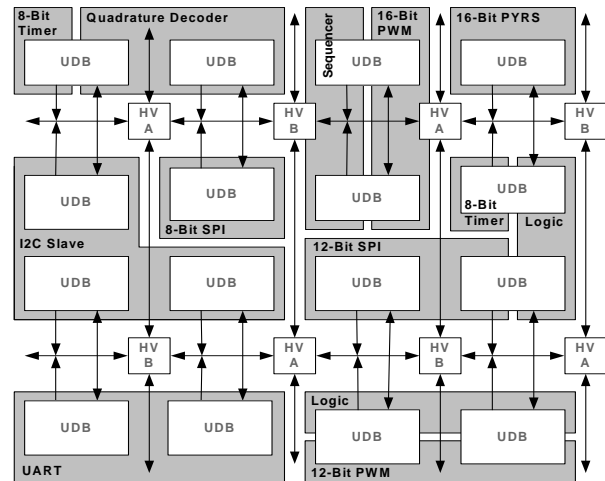 8-Bit
Timer
Quadrature Decoder
Sequencer
16-Bit
PWM
16-Bit PYRS
UDB
UDB
UDB
UDB
HV
A
HV
B
HV
A
HV
B
UDB
UDB
UDB
UDB
8-Bit
Timer
Logic
8-Bit SPI
I2C Slave
12-Bit SPI
UDB
UDB
UDB
UDB
HV
B
HV
A
HV
B
HV
A
Logic
UDB
UDB
UDB
UDB
UART
12-Bit PWM